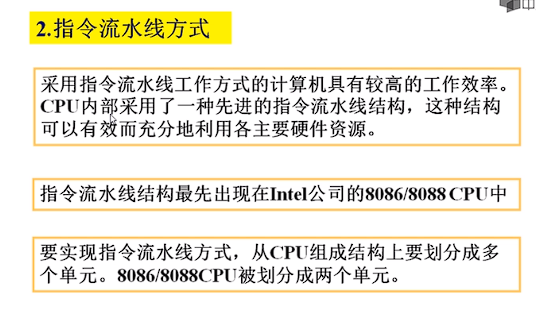 2.指令流水线方式
采用指令流水线工作方式的计算机具有较高的工作效率。
CPU内部采用了一种先进的指令流水线结构，这种结构
可以有效而充分地利用各主要硬件资源。
指令流水线结构最先出现在Intel公司的8086/8088 CPU中
要实现指令流水线方式，从CPU组成结构上要划分成多
个单元。8086/8088CPU被划分成两个单元。